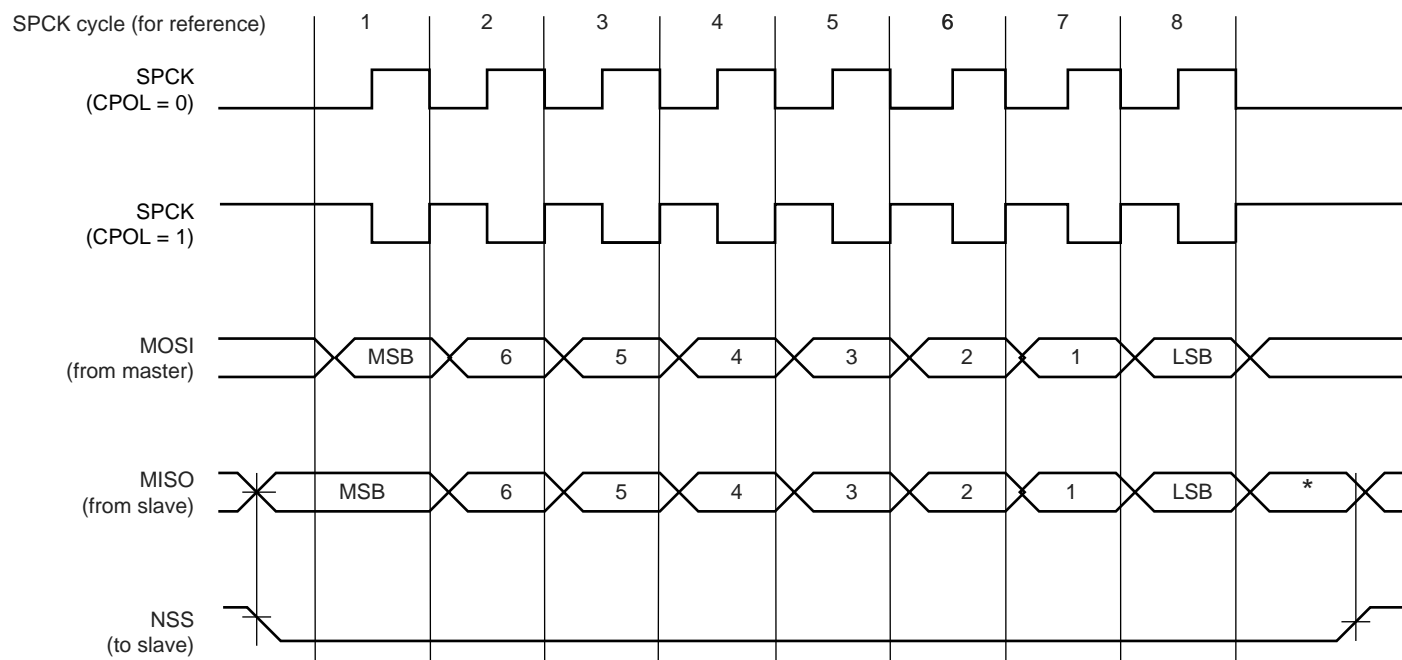 SPCK cycle (for reference) 1 2 3 4 5 6 7 8
SPCK
(CPOL = 0)
SPCK
(CPOL = 1)
MOSI
(from master)
MSB 6 5 4 3 2 1 LSB
MISO
(from slave)
MSB 6 5 4 3 2 1 LSB *
NSS
(to slave)